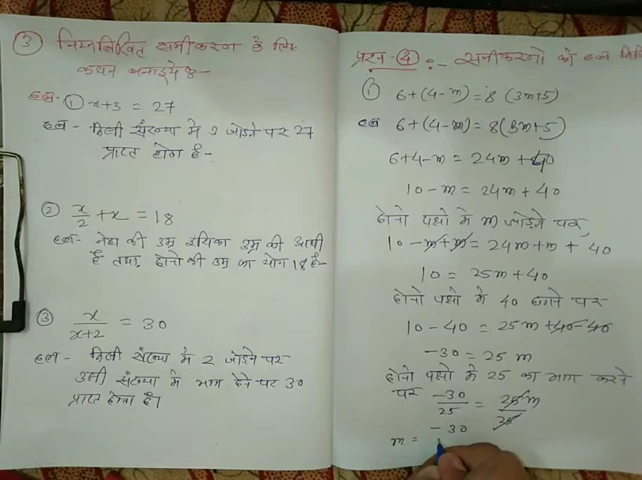 ③ निम्नलिखित समीकरण के लिए
कथन बनाइये :-
हल- ① x+3 = 27
हल - किसी संख्या में 2 जोड़ने पर 27
प्राप्त होगा है -
② x/2 + x = 18
हल- नेहा की उम्र की आधी
है तथा, दोनो की उम्र का योग 18 है -
③ x/x+2 = 30
हल - किसी संख्या में 2 जोड़ने पर
उसी संख्या में भाग देने पर 30
प्राप्त होता है।
प्रश्न-④ :- समीकरणो को हल
① 6+(4-m) = 8 (3m+5)
हल 6+(4-m) = 8(3m+5)
6+4-m = 24m + 40
10-m = 24m + 40
दोनो पक्षो मे m जोड़ने पर,
10 - m + m = 24m + m + 40
10 = 25m + 40
दोनो पक्षो मे 40 पर
10 - 40 = 25m + 40 - 40
-30 = 25 m
दोनो पक्षो मे 25 का भाग करने
पर -30/25 = 25m/25
m = -30